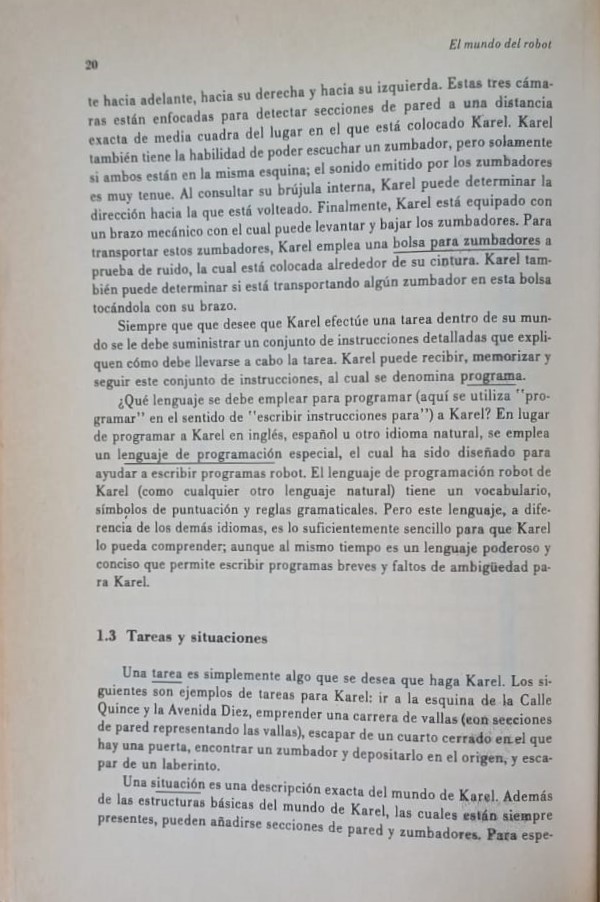 El mundo del robot
20
te hacia adelante, hacia su derecha y hacia su izquierda. Estas tres cáma-
ras están enfocadas para detectar secciones de pared a una distancia
exacta de media cuadra del lugar en el que está colocado Karel. Karel
también tiene la habilidad de poder escuchar un zumbador, pero solamente
si ambos están en la misma esquina; el sonido emitido por los zumbadores
es muy tenue. Al consultar su brújula interna, Karel puede determinar la
dirección hacia la que está volteado. Finalmente, Karel está equipado con
un brazo mecánico con el cual puede levantar y bajar los zumbadores. Para
transportar estos zumbadores, Karel emplea una bolsa para zumbadores a
prueba de ruido, la cual está colocada alrededor de su cintura. Karel tam-
bién puede determinar si está transportando algún zumbador en esta bolsa
tocándola con su brazo.
Siempre que que desee que Karel efectúe una tarea dentro de su mun-
do se le debe suministrar un conjunto de instrucciones detalladas que expli-
quen cómo debe llevarse a cabo la tarea. Karel puede recibir, memorizar y
seguir este conjunto de instrucciones, al cual se denomina programa.
¿Qué lenguaje se debe emplear para programar (aquí se utiliza "pro-
gramar" en el sentido de "escribir instrucciones para") a Karel? En lugar
de programar a Karel en inglés, español u otro idioma natural, se emplea
un lenguaje de programación especial, el cual ha sido diseñado para
ayudar a escribir programas robot. El lenguaje de programación robot de
Karel (como cualquier otro lenguaje natural) tiene un vocabulario,
símbolos de puntuación y reglas gramaticales. Pero este lenguaje, a dife-
rencia de los demás idiomas, es lo suficientemente sencillo para que Karel
lo pueda comprender; aunque al mismo tiempo es un lenguaje poderoso y
conciso que permite escribir programas breves y faltos de ambigüedad pa-
ra Karel.
1.3 Tareas y situaciones
Una tarea es simplemente algo que se desea que haga Karel. Los si-
guientes son ejemplos de tareas para Karel: ir a la esquina de la Calle
Quince y la Avenida Diez, emprender una carrera de vallas (con secciones
de pared representando las vallas), escapar de un cuarto cerrado en el que
hay una puerta, encontrar un zumbador y depositarlo en el origen, y esca-
par de un laberinto.
Una situación es una descripción exacta del mundo de Karel. Además
de las estructuras básicas del mundo de Karel, las cuales están siempre
presentes, pueden añadirse secciones de pared y zumbadores. Para espe-